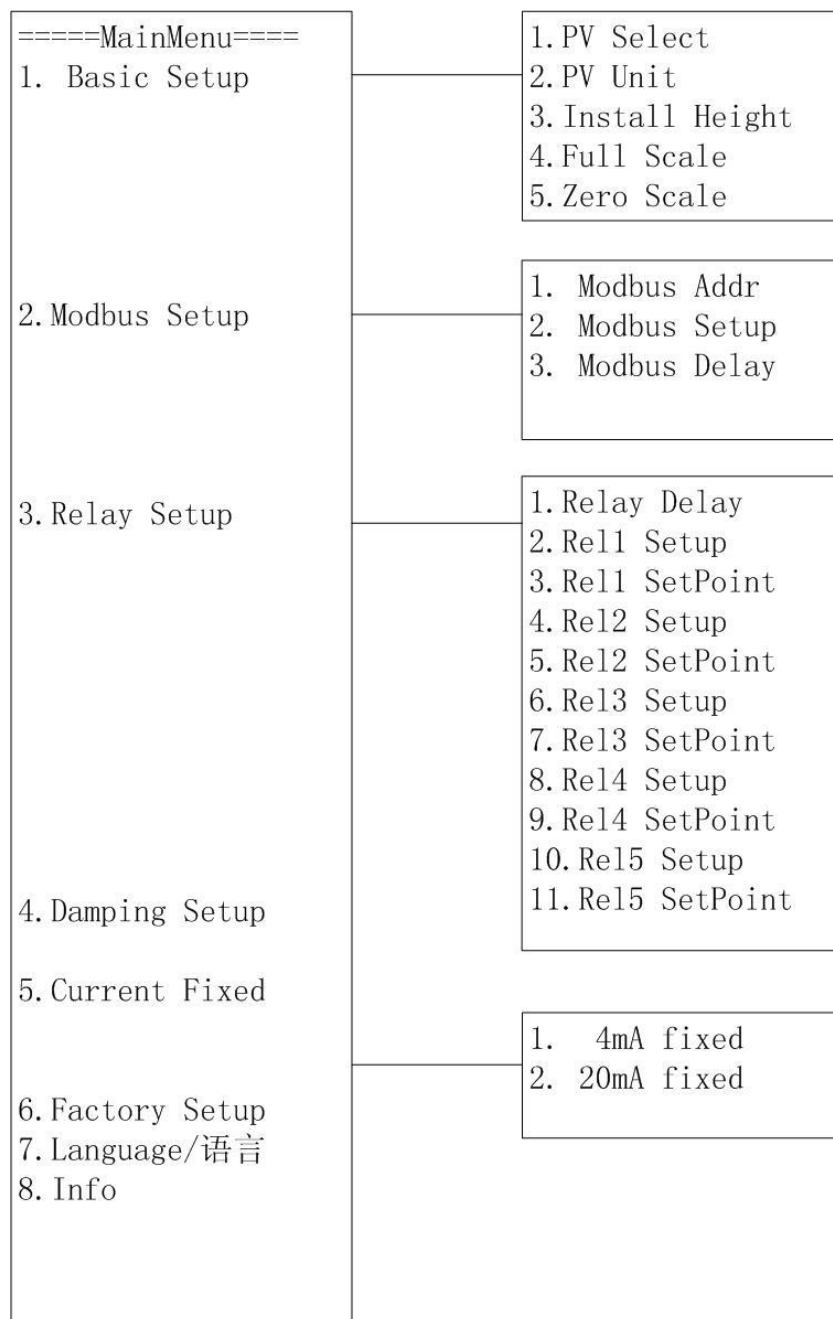 =====MainMenu====
1. Basic Setup
2.Modbus Setup
3.Relay Setup
4.Damping Setup
5.Current Fixed
6.Factory Setup
7.Language/语言
8.Info
1.PV Select
2.PV Unit
3.Install Height
4.Full Scale
5.Zero Scale
1. Modbus Addr
2. Modbus Setup
3. Modbus Delay
1.Relay Delay
2.Rel1 Setup
3.Rel1 SetPoint
4.Rel2 Setup
5.Rel2 SetPoint
6.Rel3 Setup
7.Rel3 SetPoint
8.Rel4 Setup
9.Rel4 SetPoint
10.Rel5 Setup
11.Rel5 SetPoint
1. 4mA fixed
2. 20mA fixed